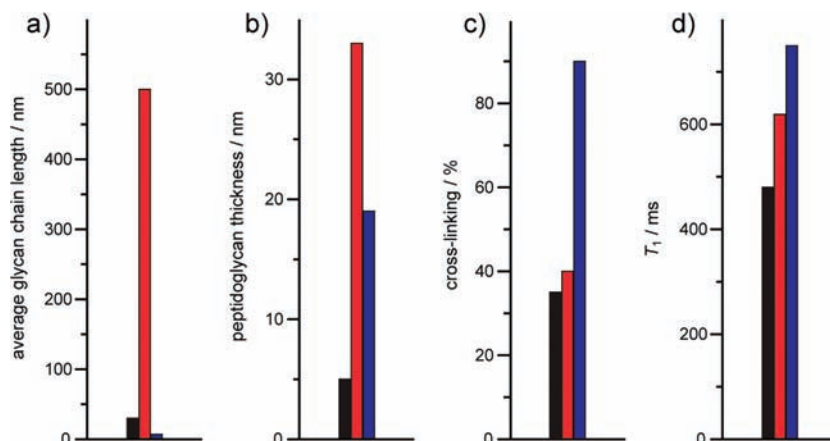 a)
average glycan chain length / nm
500
400
300
200
100
0
b)
peptidoglycan thickness / nm
30
20
10
0
c)
cross-linking / %
80
60
40
20
0
d)
T₁ / ms
600
400
200
0